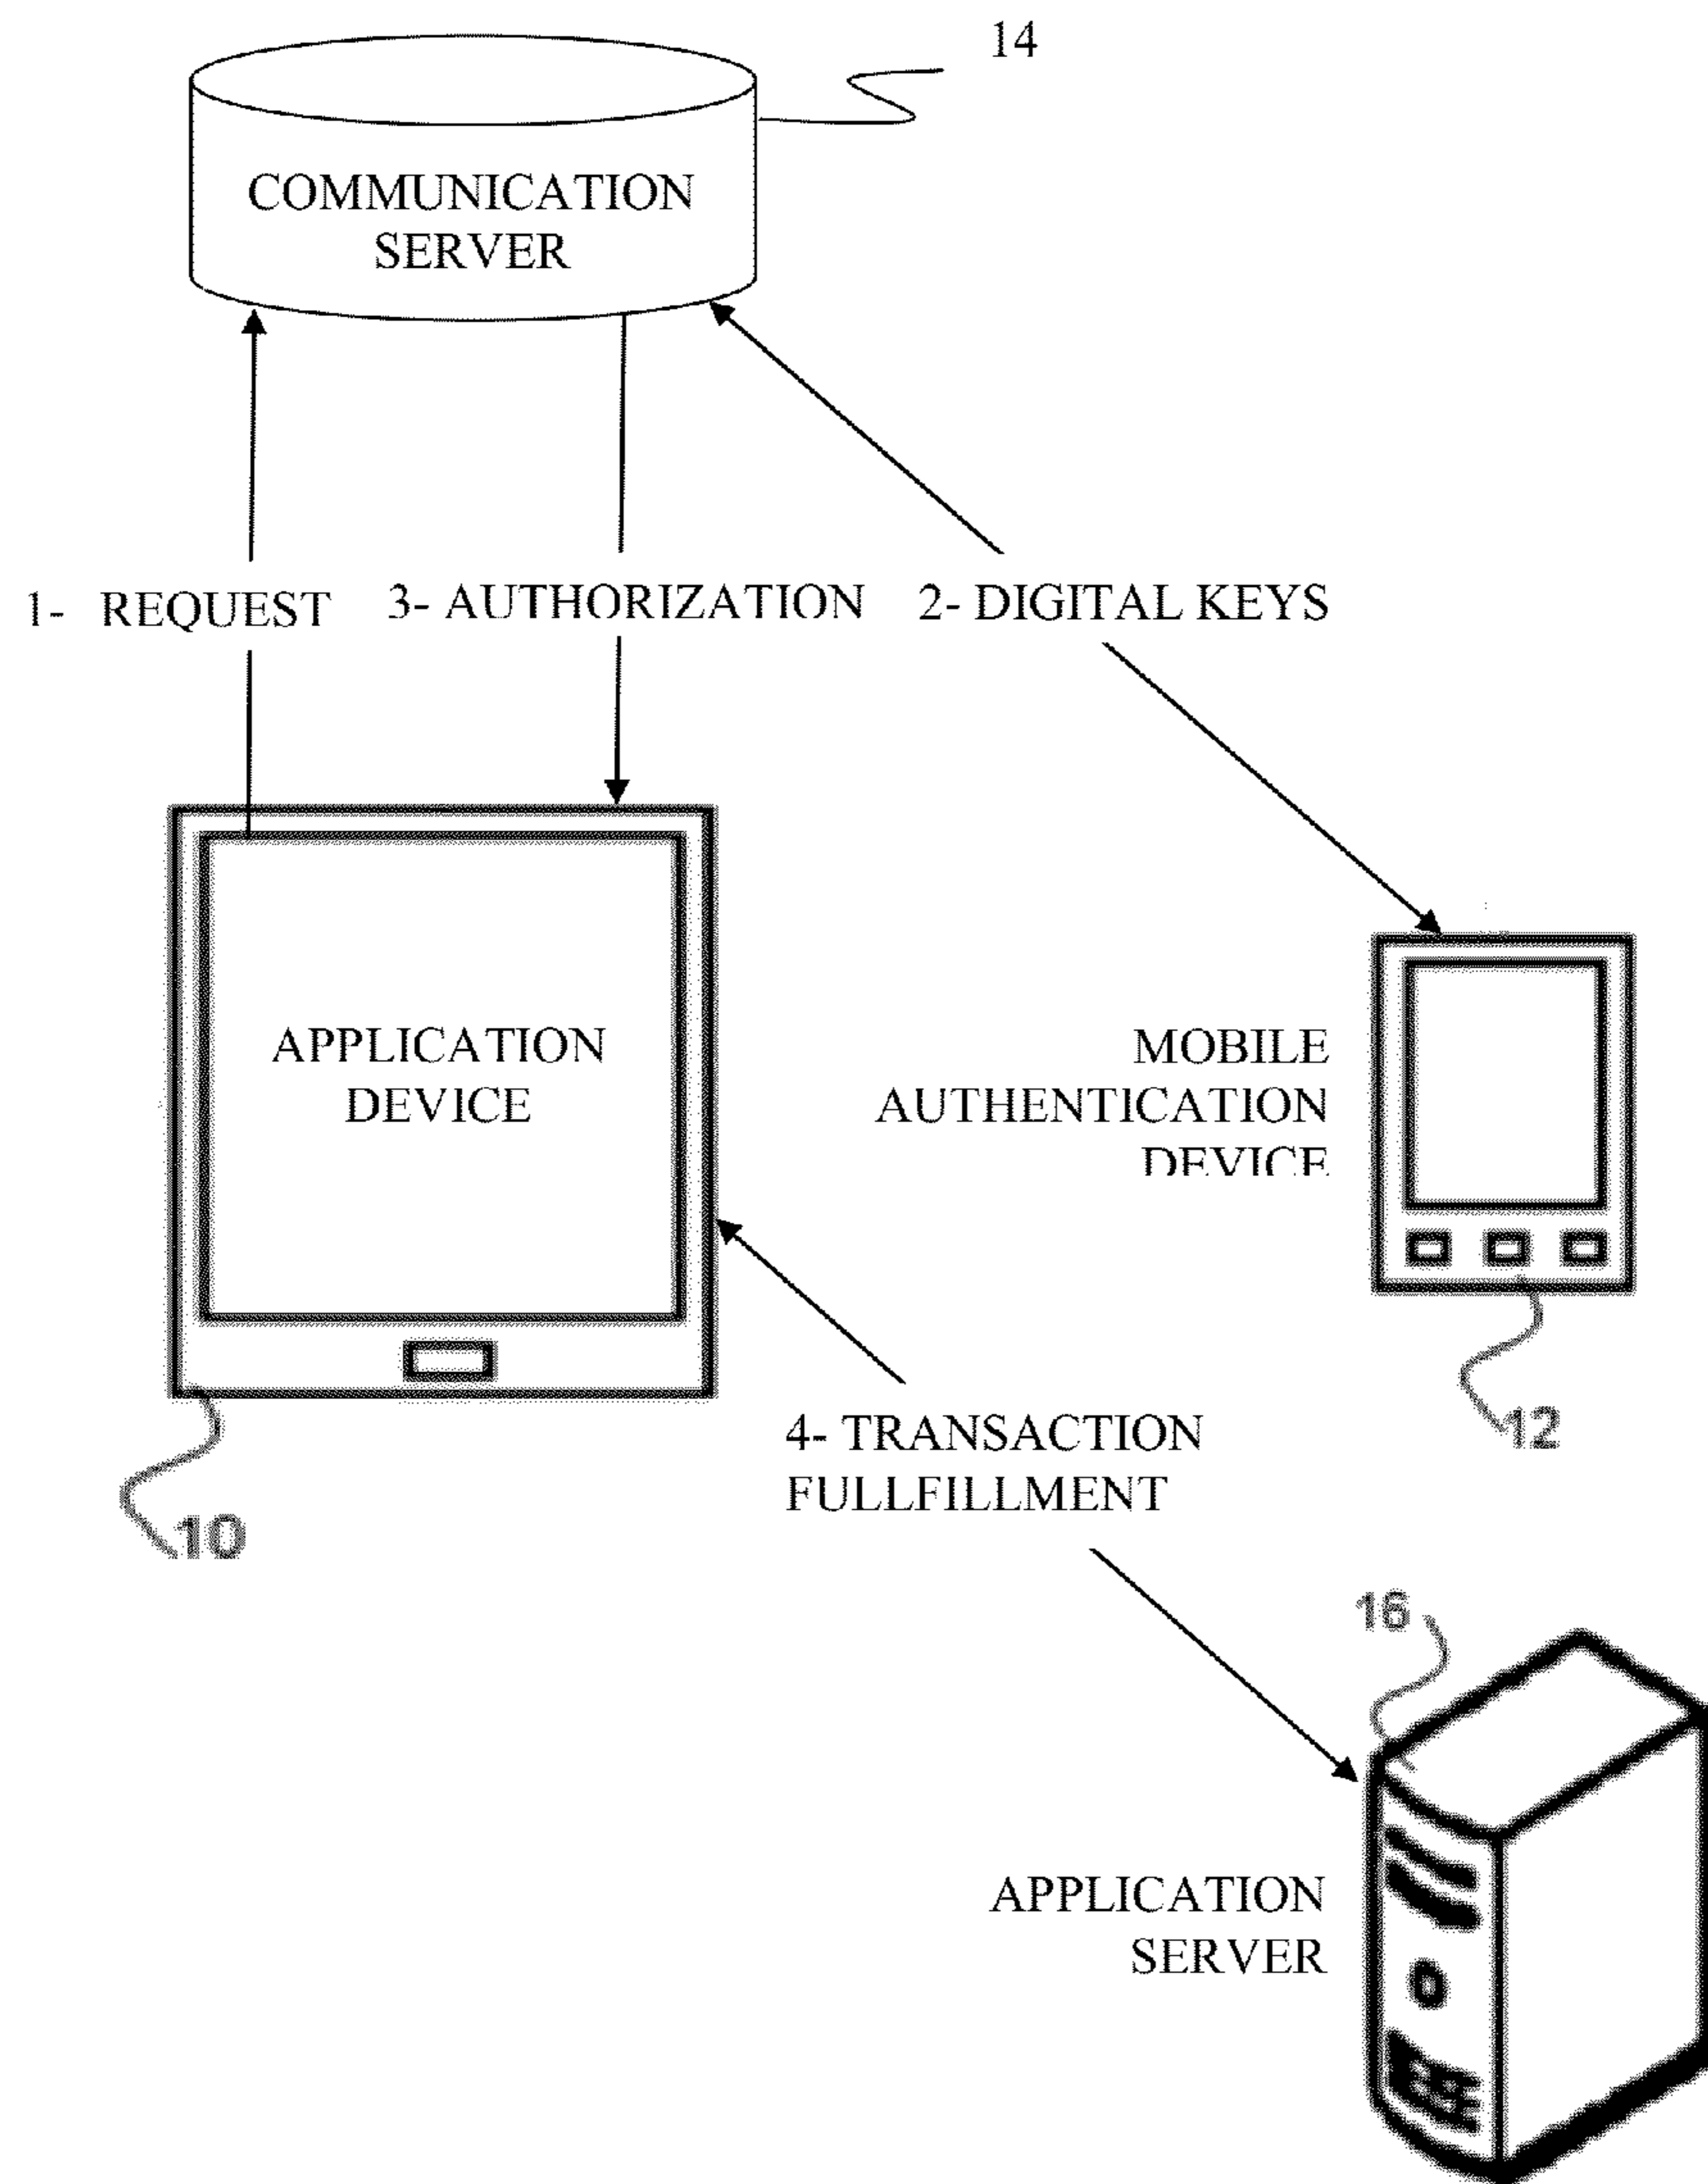 14
COMMUNICATION
SERVER
1- REQUEST
3- AUTHORIZATION
2- DIGITAL KEYS
APPLICATION
DEVICE
MOBILE
AUTHENTICATION
DEVICE
12
4- TRANSACTION
FULLFILLMENT
10
16
APPLICATION
SERVER